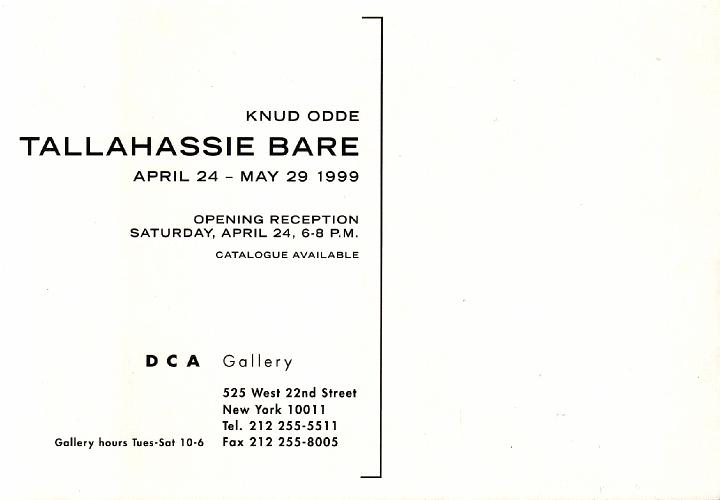 KNUD ODDE
TALLAHASSIE BARE
APRIL 24 – MAY 29 1999
OPENING RECEPTION
SATURDAY, APRIL 24, 6-8 P.M.
CATALOGUE AVAILABLE
DCA Gallery
525 West 22nd Street
New York 10011
Tel. 212 255-5511
Gallery hours Tues-Sat 10-6 Fax 212 255-8005